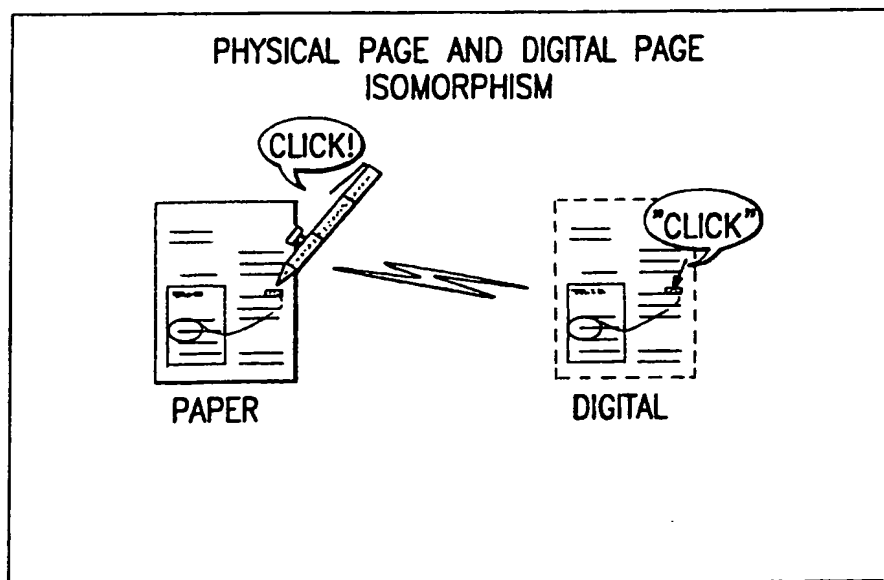 PHYSICAL PAGE AND DIGITAL PAGE
ISOMORPHISM
CLICK!
"CLICK"
PAPER
DIGITAL